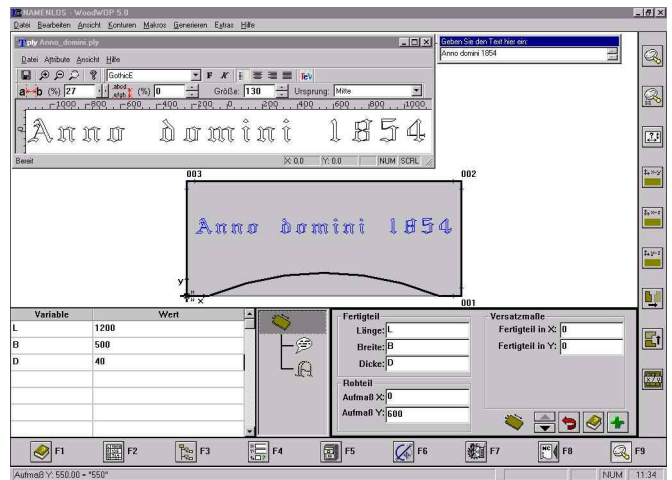 NAMENLOS - WoodWOP 5.0
Datei Bearbeiten Ansicht Konturen Makros Generieren Extras Hilfe
ply Anno_domini.ply
Datei Attribute Ansicht Hilfe
GothicE F K
a↔b (%) 27 abcd efgh (%) 0 Größe: 130 Ursprung: Mitte
-1000 -800 -600 -400 -200 0 200 400 600 800 1000
Anno domini 1854
Bereit X: 0.0 Y: 0.0 NUM SCRL
Geben Sie den Text hier ein:
Anno domini 1854
003 002
Anno domini 1854
y
x
001
Variable Wert
L 1200
B 500
D 40
Fertigteil
Länge: L
Breite: B
Dicke: D
Rohteil
Aufmaß X: 0
Aufmaß Y: 600
Versatzmaße
Fertigteil in X: 0
Fertigteil in Y: 0
x-y
x-z
y-z
F1 F2 F3 F4 F5 F6 F7 F8 F9
Aufmaß Y: 550.00 = "550" NUM 11:34